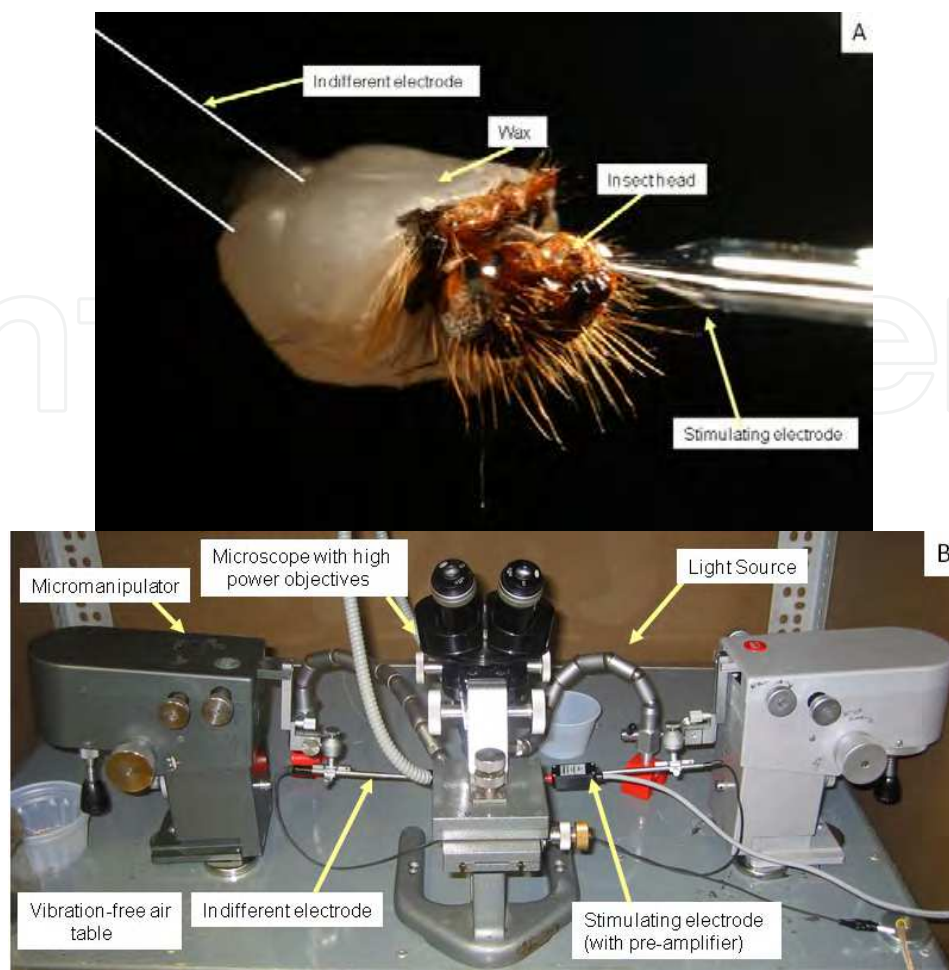 A
Indifferent electrode
Wax
Insect head
Stimulating electrode
B
Microscope with high
power objectives
Light Source
Micromanipulator
Vibration-free air
table
Indifferent electrode
Stimulating electrode
(with pre-amplifier)